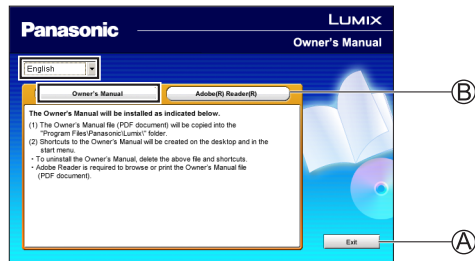 Panasonic
LUMIX
Owner's Manual
English
Owner's Manual
Adobe(R) Reader(R)
B
The Owner's Manual will be installed as indicated below.
(1) The Owner's Manual file (PDF document) will be copied into the
"Program Files\Panasonic\Lumix\" folder.
(2) Shortcuts to the Owner's Manual will be created on the desktop and in the
start menu.
・To uninstall the Owner's Manual, delete the above file and shortcuts.
・Adobe Reader is required to browse or print the Owner's Manual file
(PDF document).
Exit
A